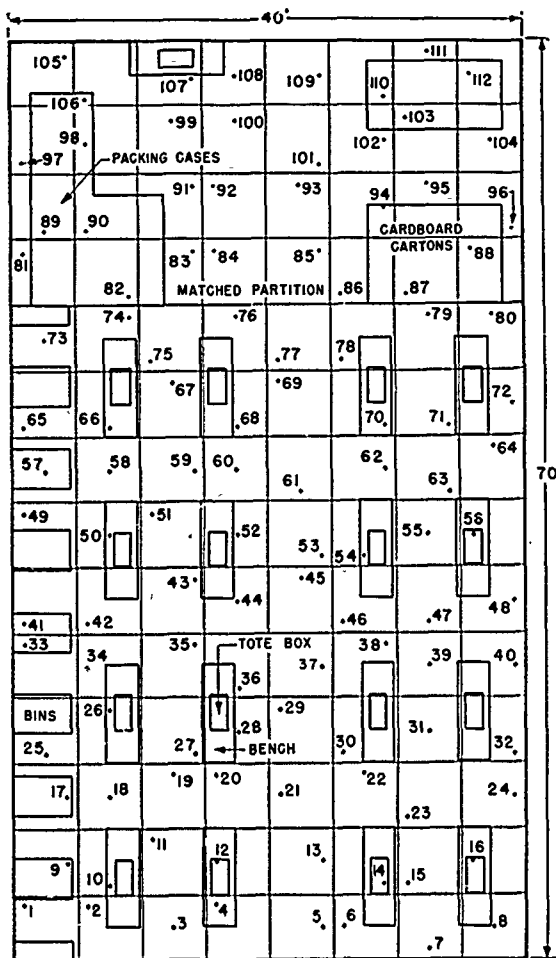 40'
105 107 108 109 110 111 112
106 99 100 103
98 101 102 104
97 PACKING CASES
91 92 93 94 95 96
89 90 CARDBOARD
81 83 84 85 CARTONS 88
82 MATCHED PARTITION 86 87
74 76 79 80
73 75 77 78
67 69 72
65 66 68 70 71
64
57 58 59 60 61 62 63
70
49 51
50 52 53 54 55 56
43 44 45
41 42 46 47 48
33 35 TOTE BOX 38
34 36 37 39 40
BINS 26 28 29 31
25 27 BENCH 30 32
17 18 19 20 21 22 24
23
11 12 13 16
9 10 14 15
1 2 3 4 5 6 8
7